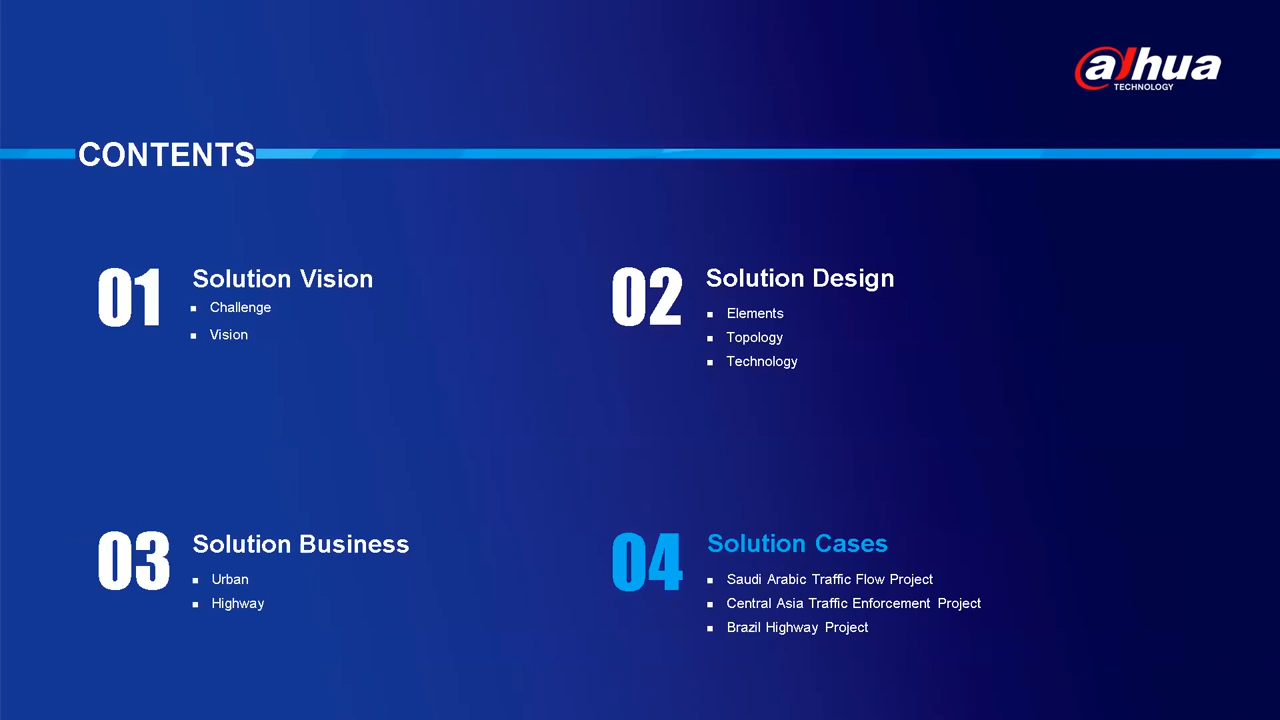 alhua
TECHNOLOGY
CONTENTS
01
Solution Vision
Challenge
Vision
02
Solution Design
Elements
Topology
Technology
03
Solution Business
Urban
Highway
04
Solution Cases
Saudi Arabic Traffic Flow Project
Central Asia Traffic Enforcement Project
Brazil Highway Project